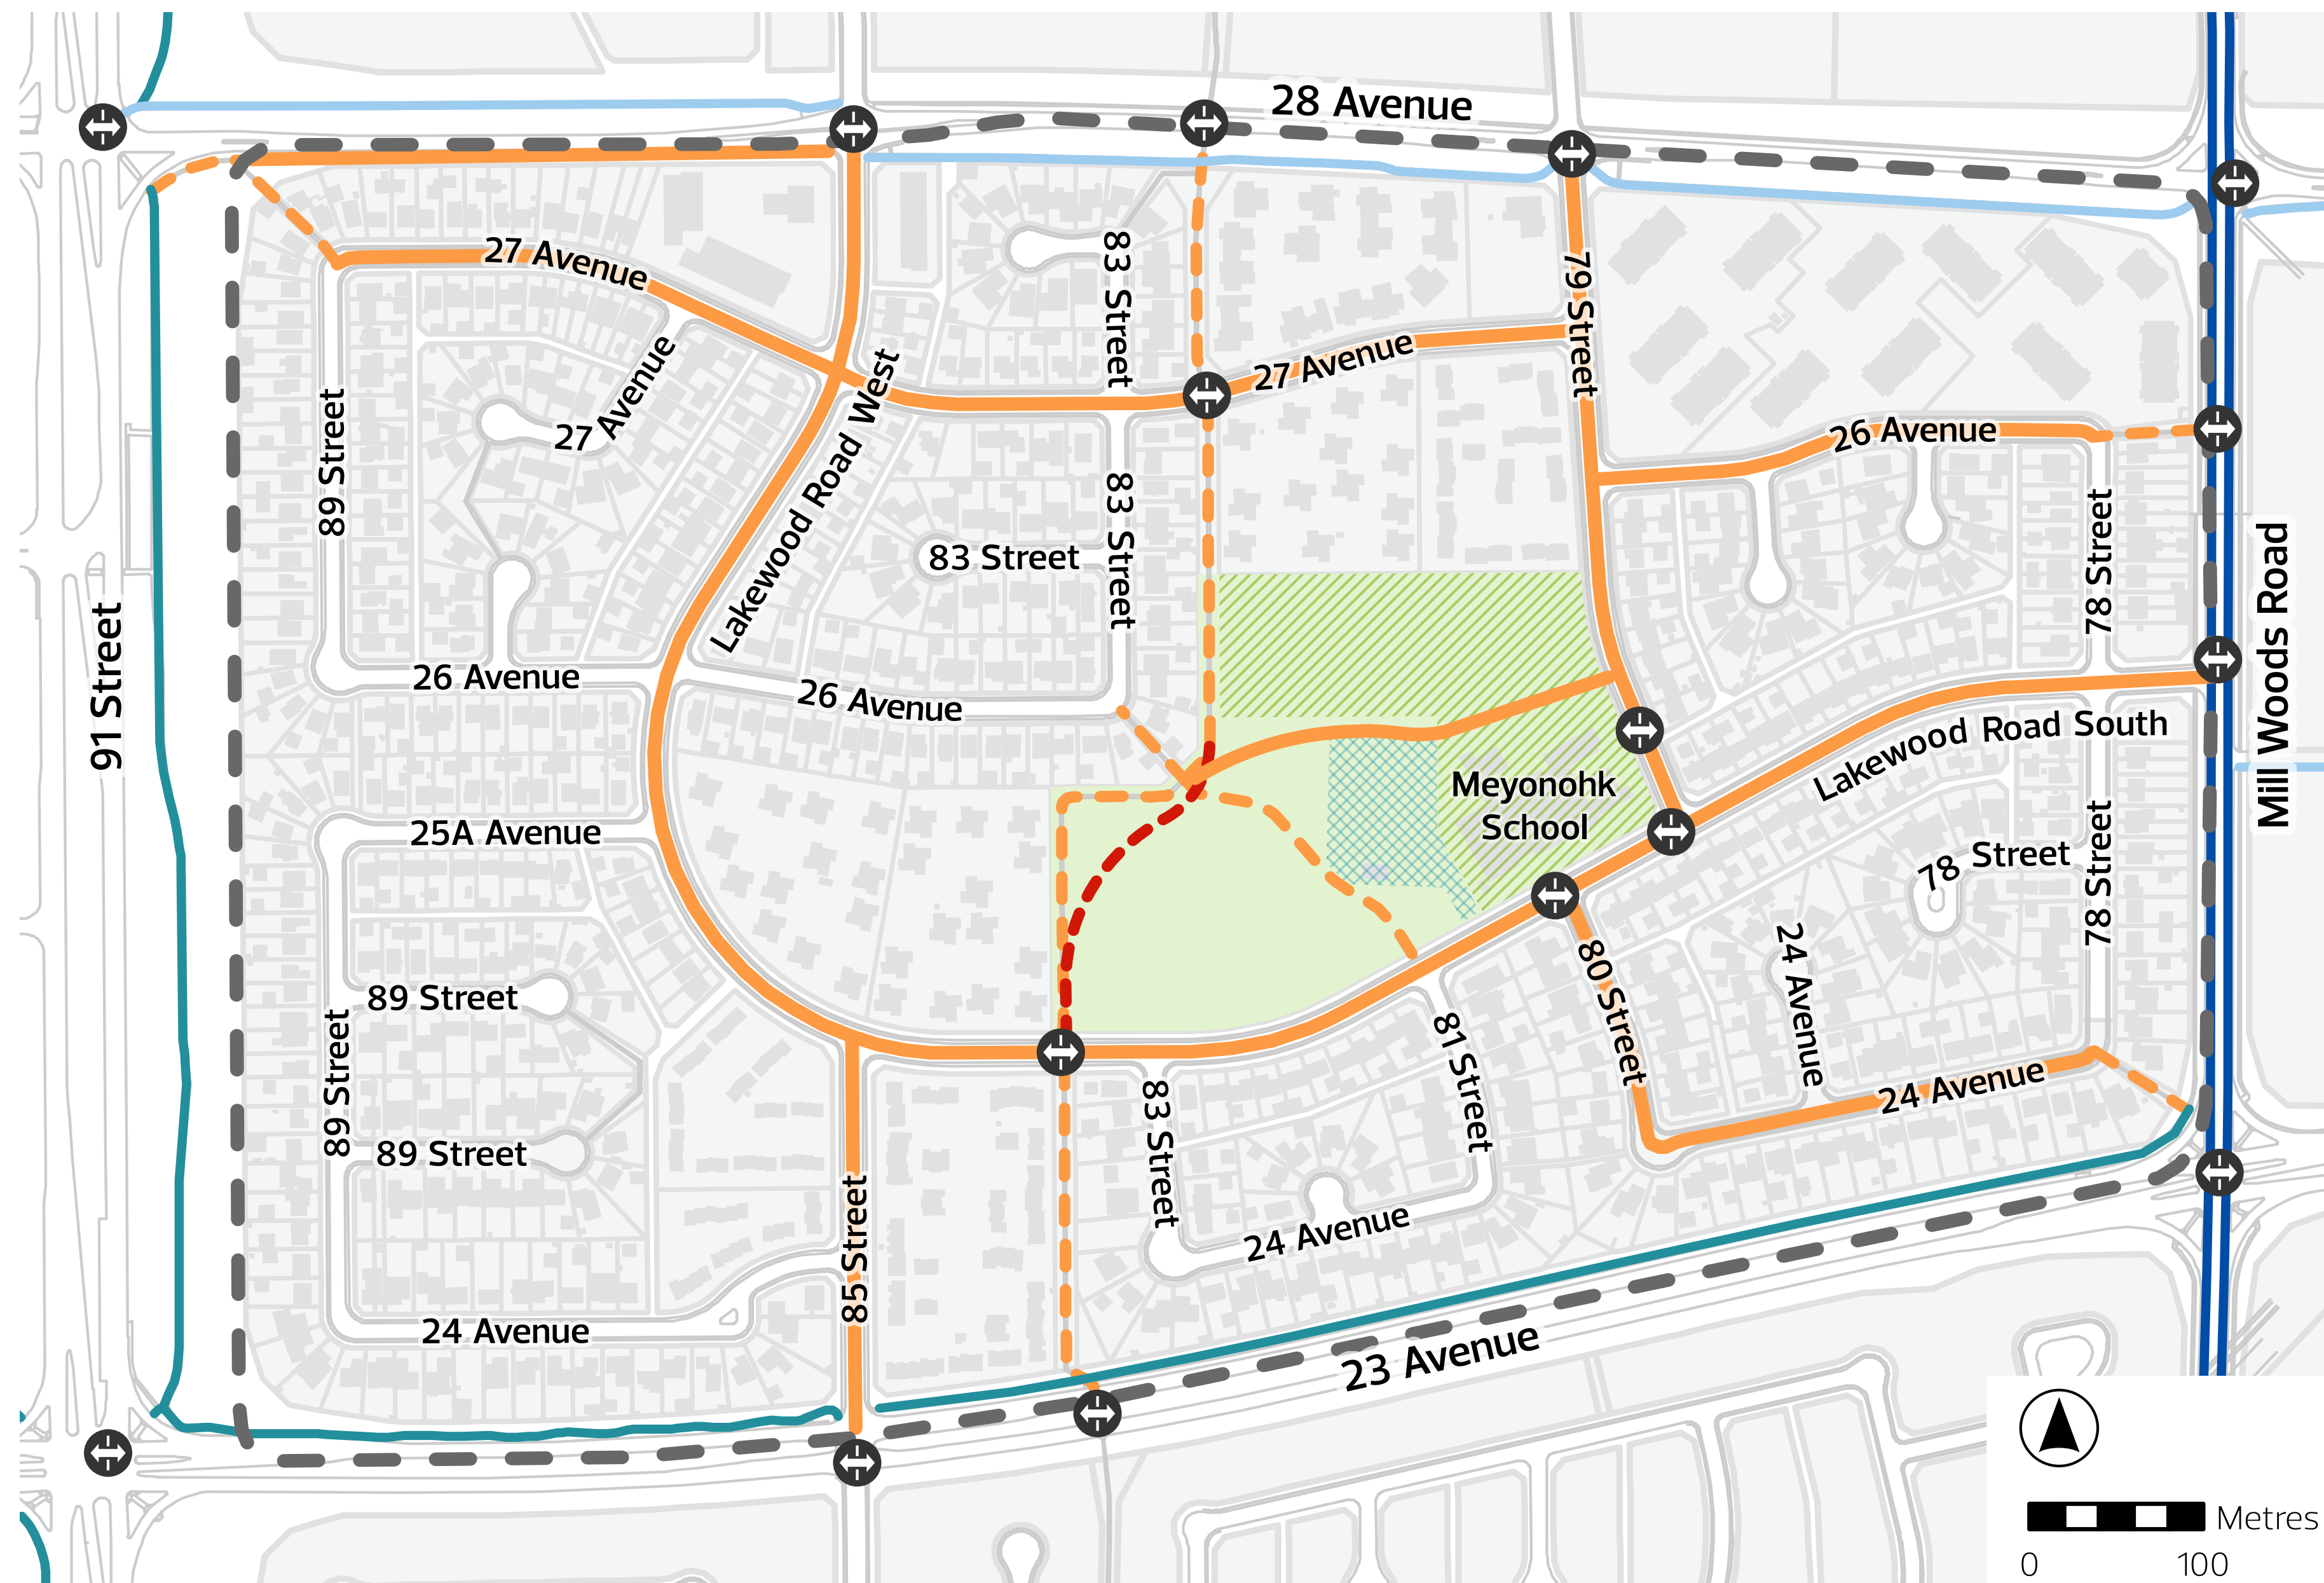 28 Avenue
27 Avenue
83 Street
79 Street
27 Avenue
27 Avenue
Lakewood Road West
89 Street
26 Avenue
83 Street
83 Street
78 Street
Mill Woods Road
91 Street
26 Avenue
26 Avenue
Lakewood Road South
Meyonohk
School
25A Avenue
78 Street
78 Street
24 Avenue
80 Street
89 Street
89 Street
81 Street
83 Street
24 Avenue
89 Street
24 Avenue
85 Street
24 Avenue
23 Avenue
Metres
0 100